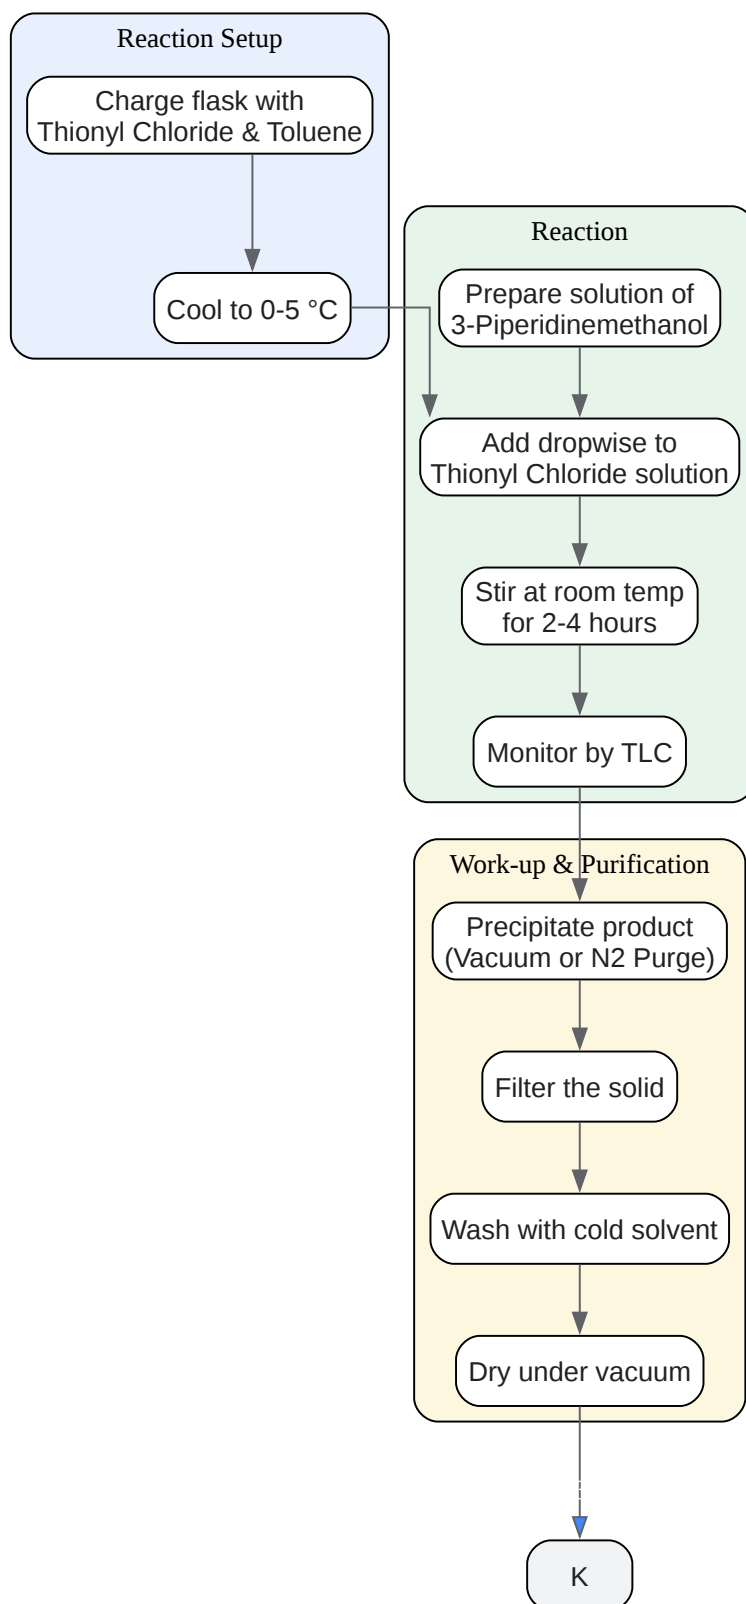 Reaction Setup
Charge flask with
Thionyl Chloride & Toluene
Cool to 0-5 °C
Reaction
Prepare solution of
3-Piperidinemethanol
Add dropwise to
Thionyl Chloride solution
Stir at room temp
for 2-4 hours
Monitor by TLC
Work-up & Purification
Precipitate product
(Vacuum or N2 Purge)
Filter the solid
Wash with cold solvent
Dry under vacuum
K